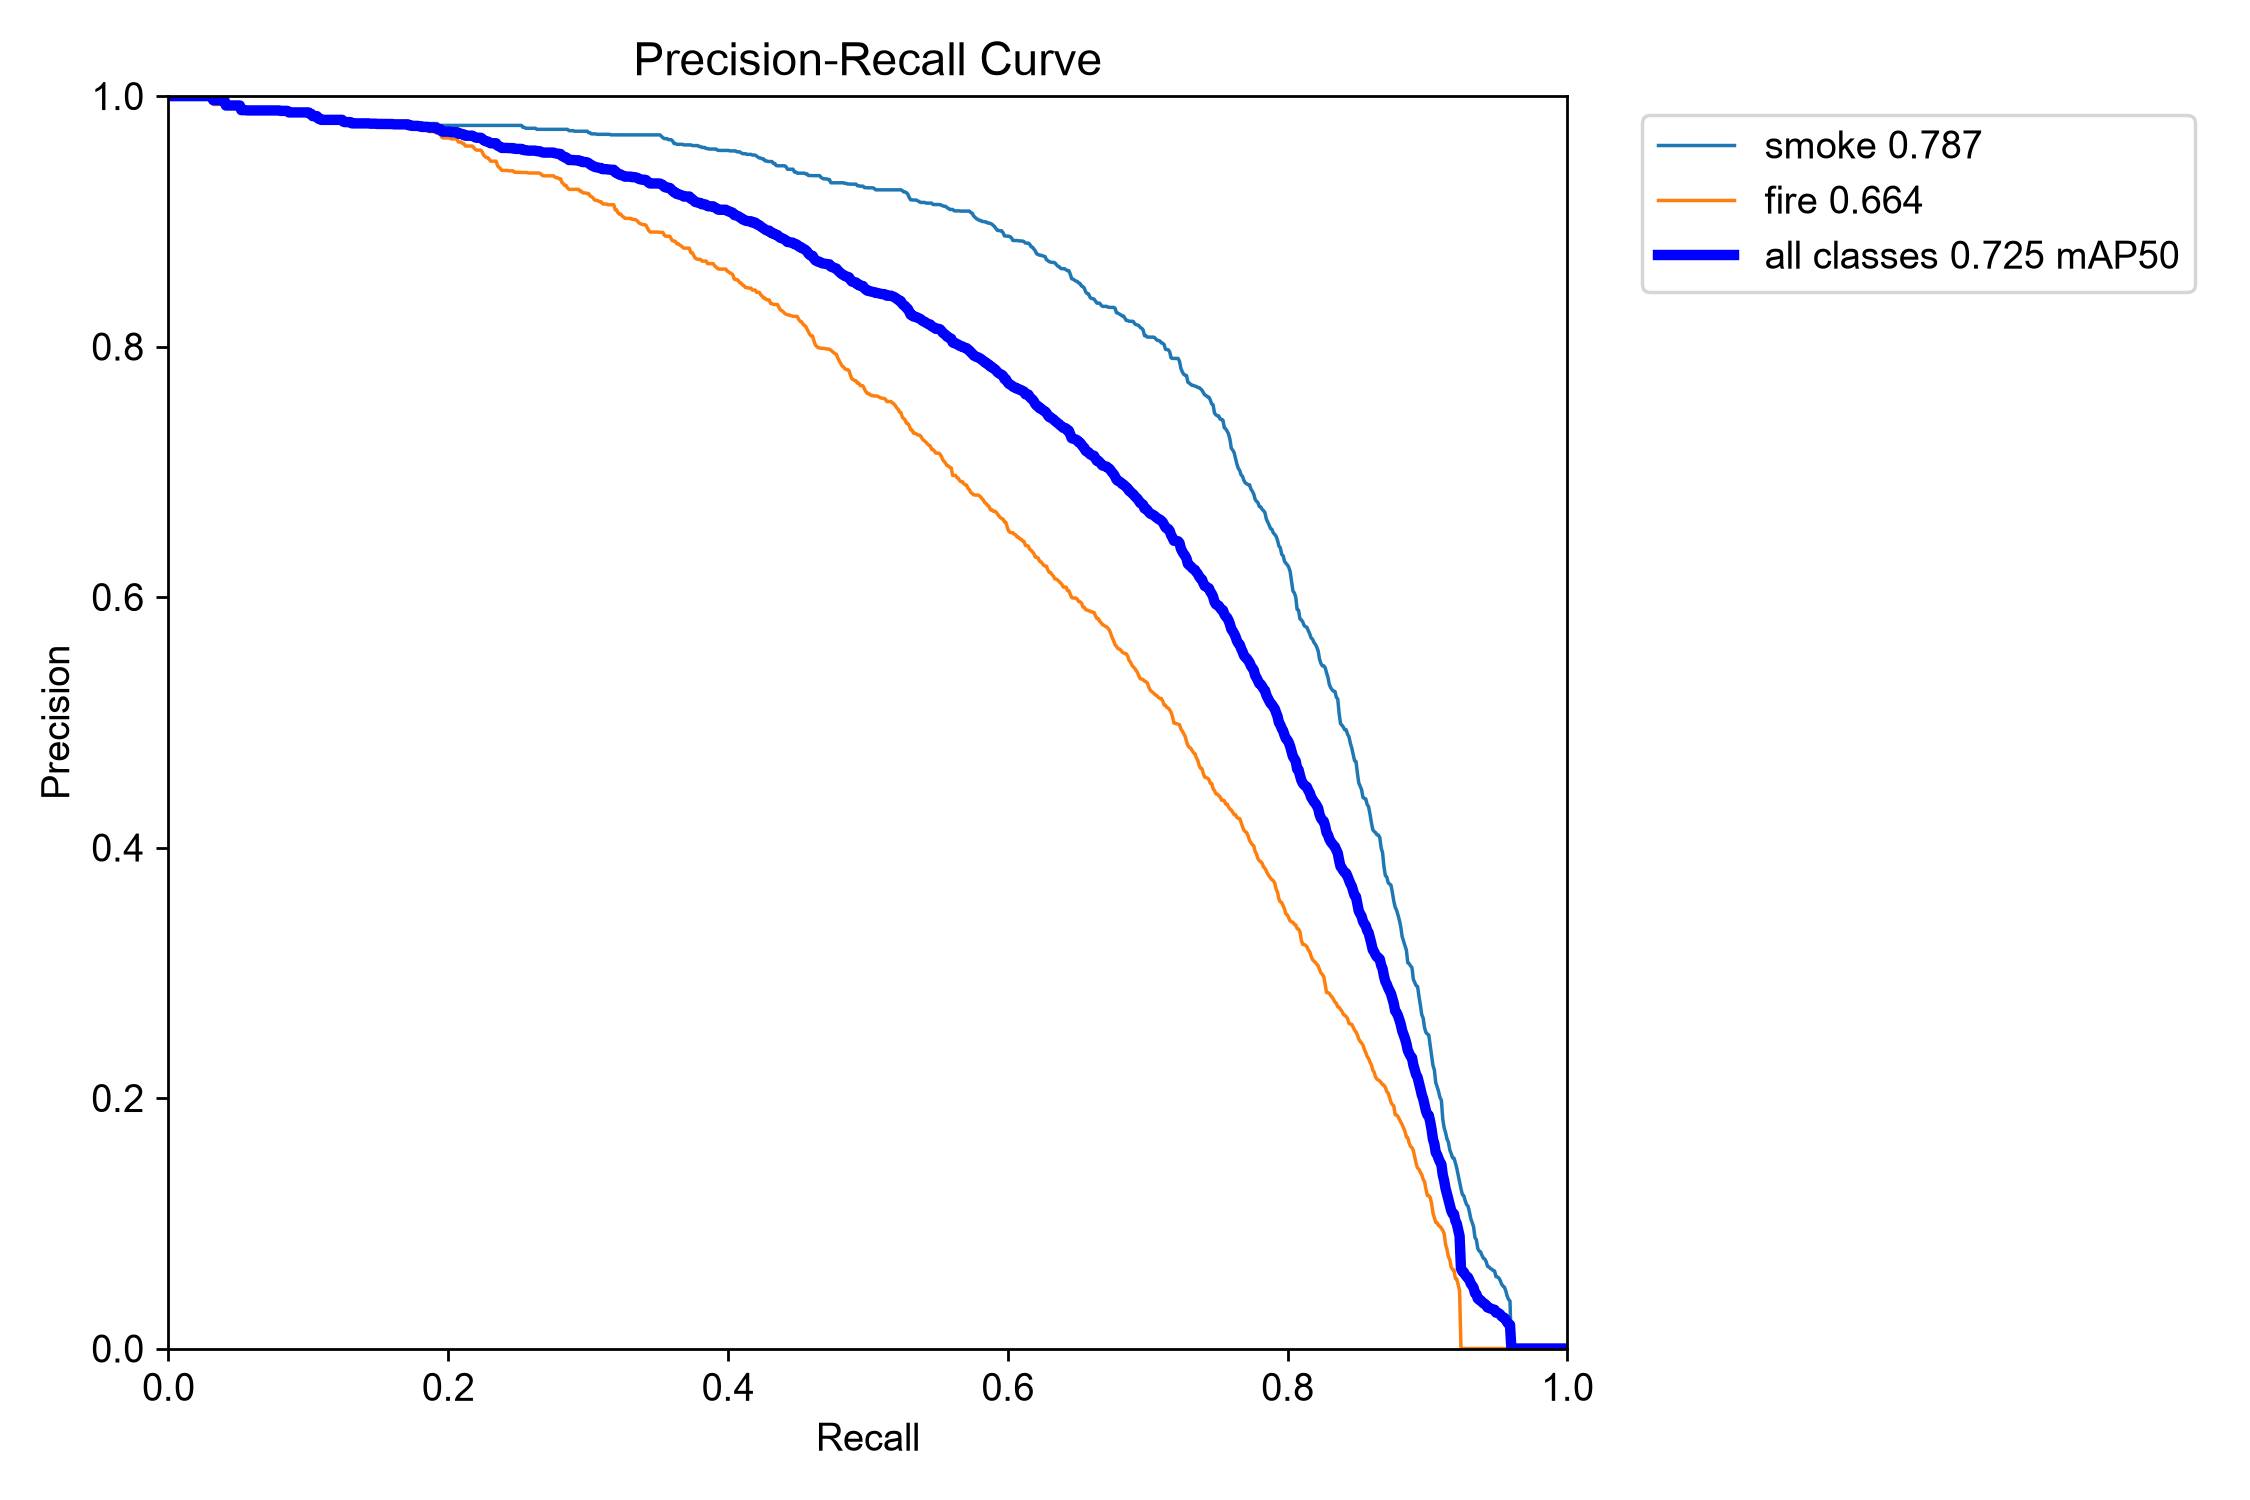 Precision-Recall Curve
1.0
0.8
0.6
0.4
0.2
0.0
Precision
0.0 0.2 0.4 0.6 0.8 1.0
Recall
smoke 0.787
fire 0.664
all classes 0.725 mAP50